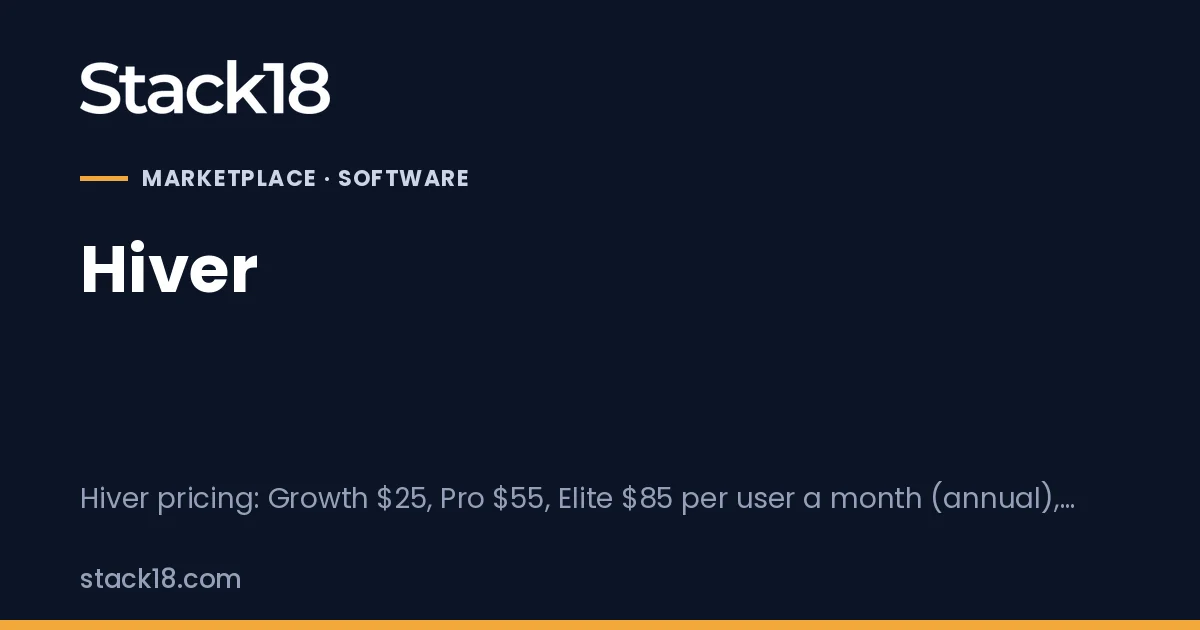 Stack18
MARKETPLACE · SOFTWARE
Hiver
Hiver pricing: Growth $25, Pro $55, Elite $85 per user a month (annual),...
stack18.com